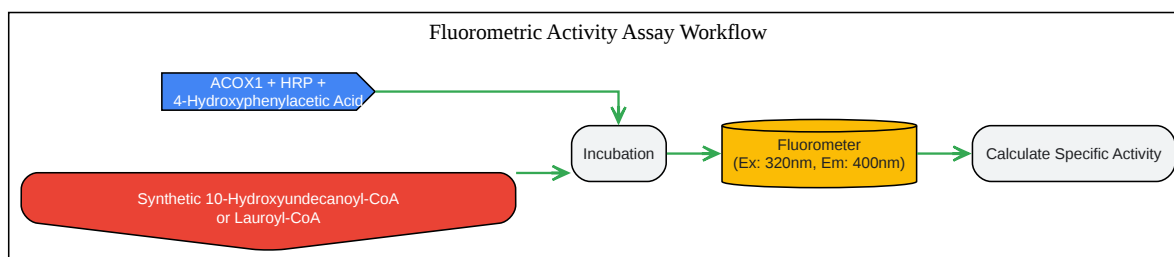 Fluorometric Activity Assay Workflow
ACOX1 + HRP +
4-Hydroxyphenylacetic Acid
Synthetic 10-Hydroxyundecanoyl-CoA
or Lauroyl-CoA
Incubation
Fluorometer
(Ex: 320nm, Em: 400nm)
Calculate Specific Activity